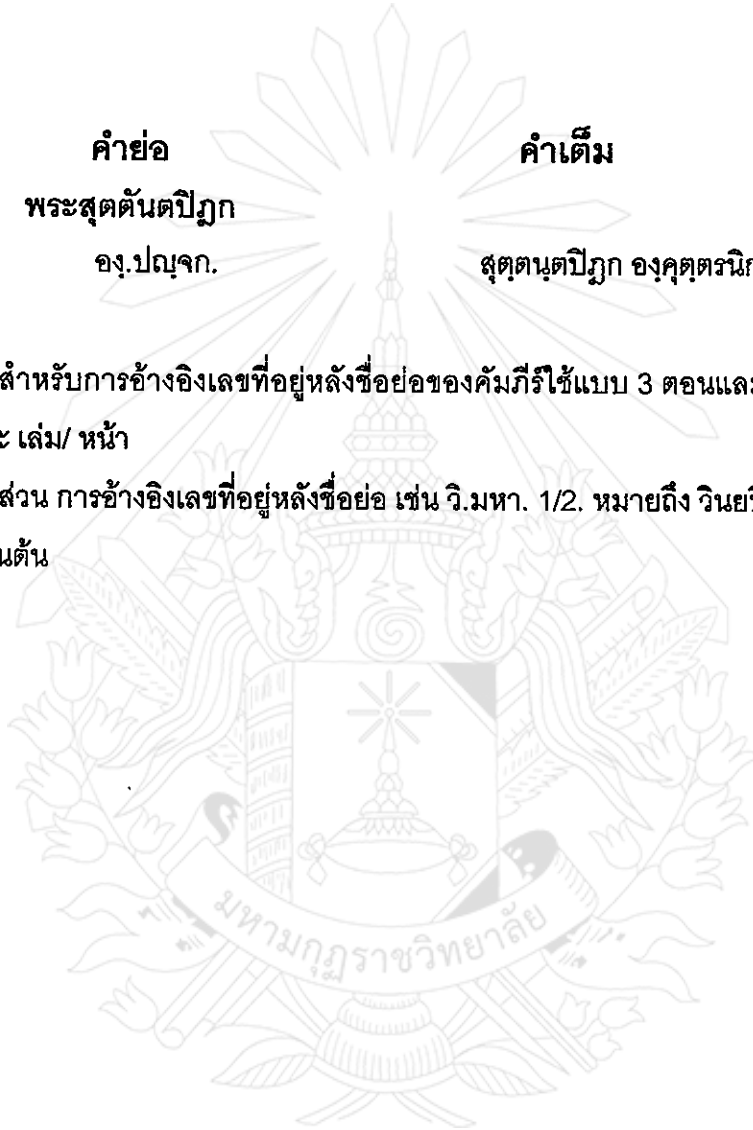 คำย่อ คำเต็ม
พระสุตตันตปิฎก
องฺ.ปญฺจก. สุตฺตนฺตปิฎก องฺคุตฺตรนิก
สำหรับการอ้างอิงเลขที่อยู่หลังชื่อย่อของคัมภีร์ใช้แบบ 3 ตอนและ
ะ เล่ม/ หน้า
ส่วน การอ้างอิงเลขที่อยู่หลังชื่อย่อ เช่น วิ.มหา. 1/2. หมายถึง วินยปิ
นต้น
มหามกุฏราชวิทยาลัย